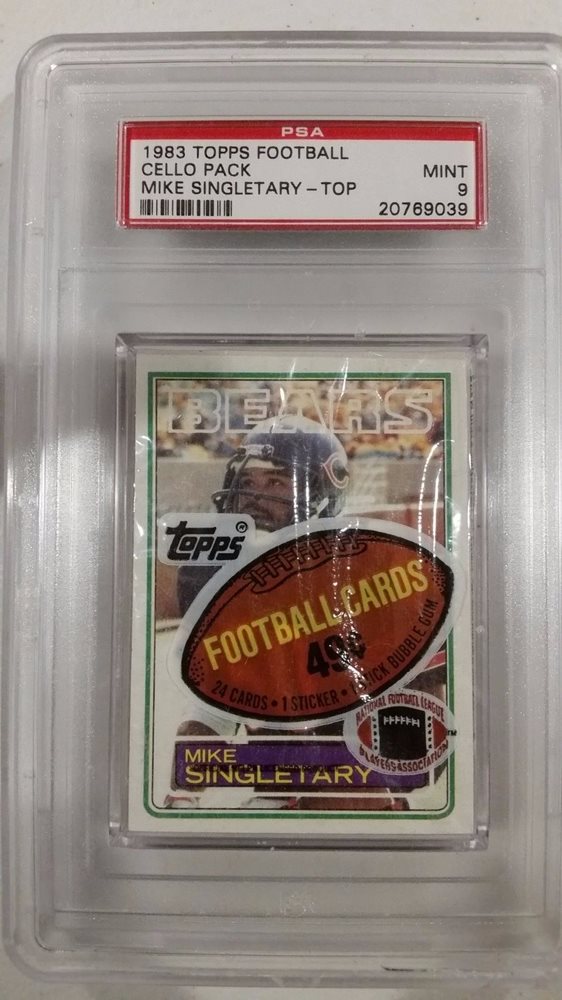 PSA
1983 TOPPS FOOTBALL
CELLO PACK MINT
MIKE SINGLETARY - TOP 9
20769039
BEARS
TOPPS ®
FOOTBALL CARDS
49¢
24 CARDS • 1 STICKER • 1 STICK BUBBLE GUM
NATIONAL FOOTBALL LEAGUE
PLAYERS ASSOCIATION ™
MIKE
SINGLETARY